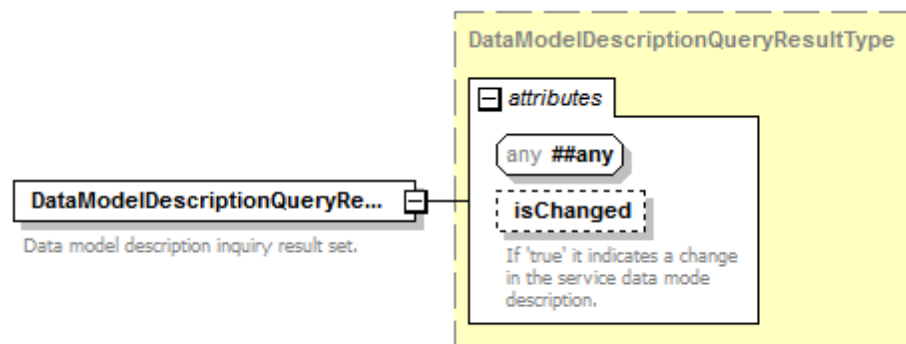 DataModelDescriptionQueryResultType
attributes
any ##any
DataModelDescriptionQueryRe...
isChanged
Data model description inquiry result set.
If 'true' it indicates a change
in the service data mode
description.